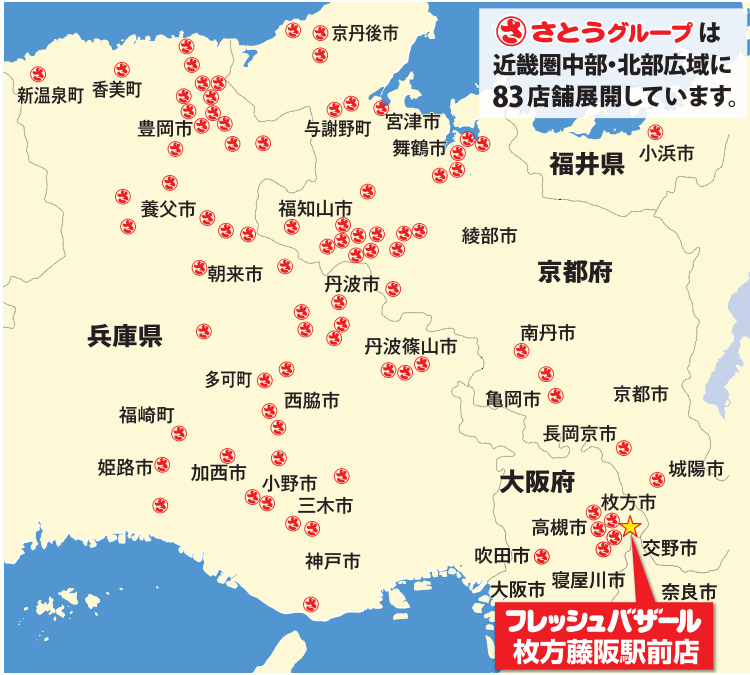 さとうグループは
近畿圏中部・北部広域に
83店舗展開しています。
京丹後市
新温泉町
香美町
豊岡市
与謝野町
宮津市
舞鶴市
小浜市
福井県
養父市
福知山市
綾部市
朝来市
丹波市
京都府
兵庫県
南丹市
丹波篠山市
多可町
亀岡市
京都市
西脇市
福崎町
長岡京市
姫路市
加西市
小野市
城陽市
大阪府
三木市
枚方市
高槻市
神戸市
吹田市
交野市
大阪市
寝屋川市
奈良市
フレッシュバザール
枚方藤阪駅前店